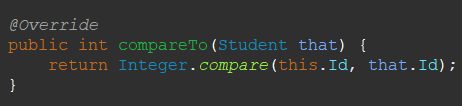 @Override
public int compareTo(Student that) {
    return Integer.compare(this.Id, that.Id);
}